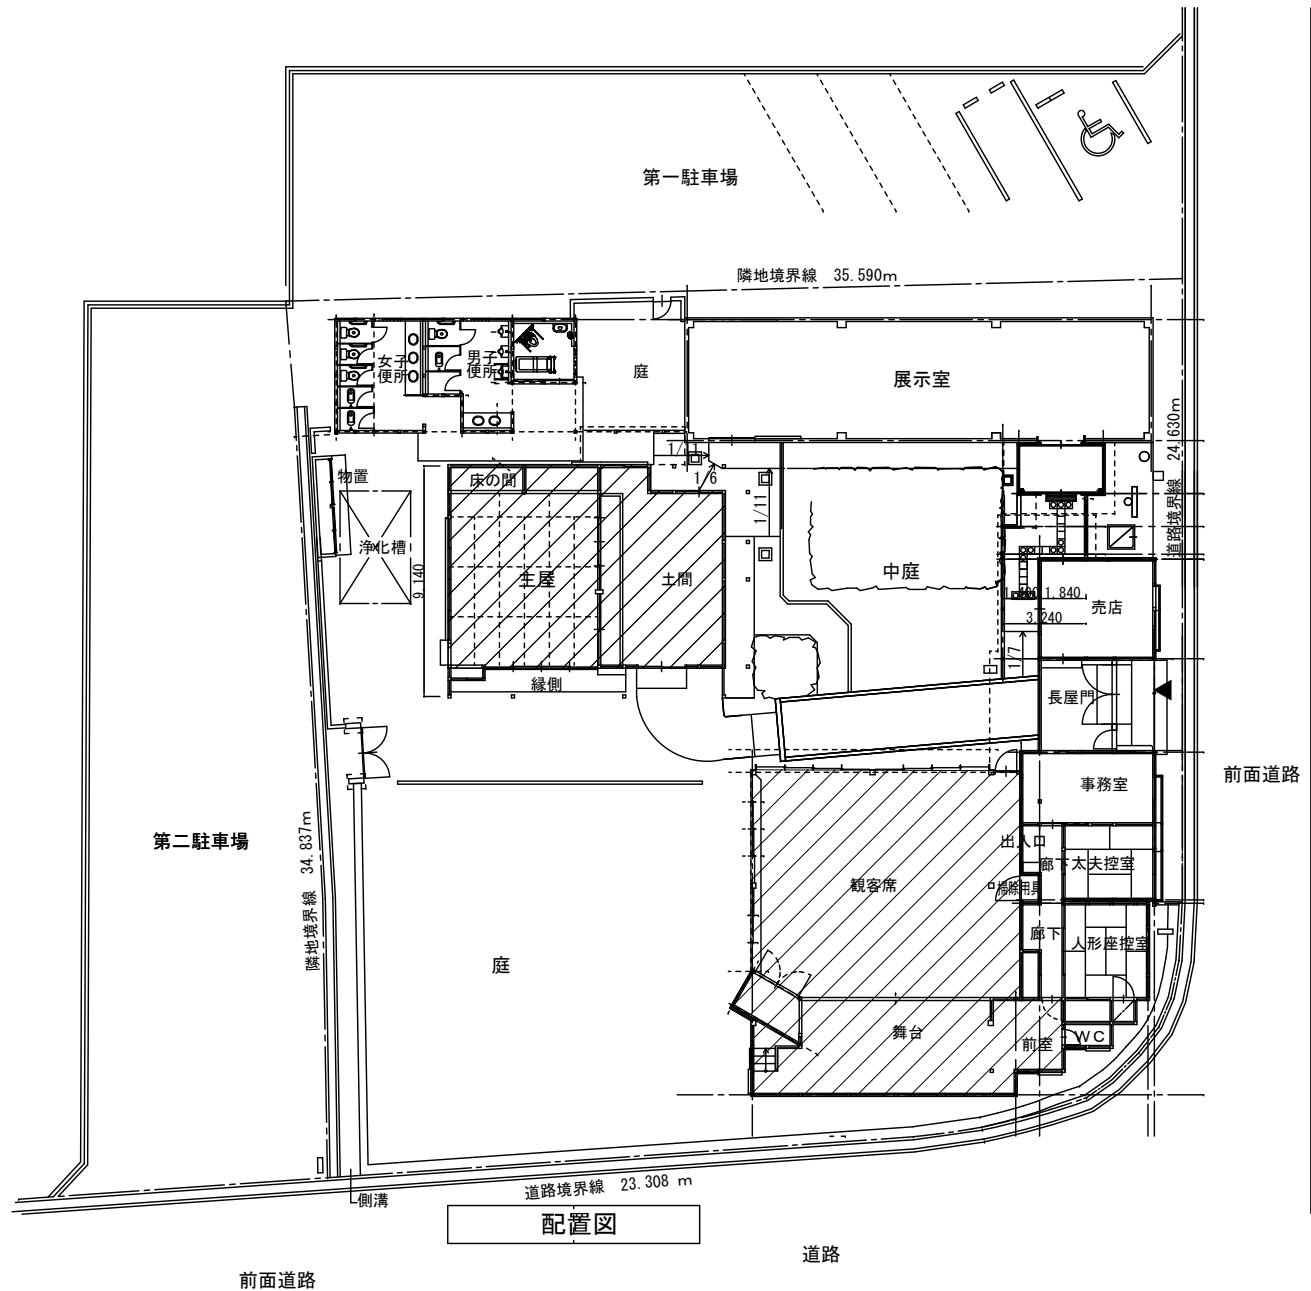 第一駐車場
隣地境界線 35.590m
女子
便所
男子
便所
庭
展示室
24.630m
道路境界線
1/11
1/6
1/11
物置
床の間
浄化槽
9,140
主屋
土間
中庭
1,840
3,240
売店
1/7
縁側
長屋門
前面道路
事務室
第二駐車場
隣地境界線 34.837m
出入口
廊下
太夫控室
観客席
掃除用具
廊下
人形座控室
庭
舞台
前室
WC
道路境界線 23.308 m
側溝
配置図
道路
前面道路